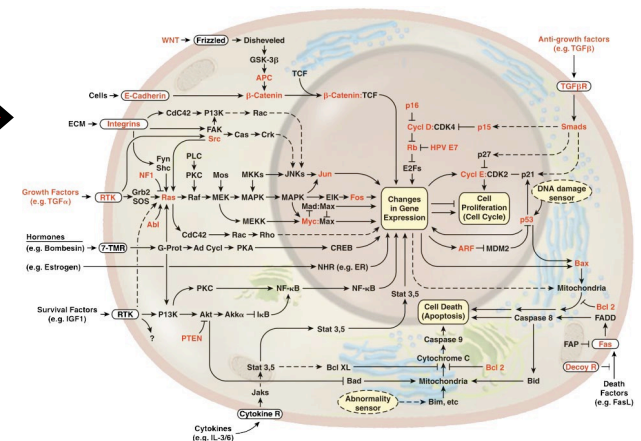 WNT Frizzled Disheveled
GSK-3β
APC
TCF
Cells E-Cadherin β-Catenin β-Catenin:TCF
Anti-growth factors
(e.g. TGFβ)
TGFβR
p16
Cycl D:CDK4 p15 Smads
Rb HPV E7
E2Fs
p27
Cycl E:CDK2 p21
DNA damage
sensor
CdC42 P13K Rac
ECM Integrins
FAK
Src Cas Crk
Fyn
Shc
PLC
NF1 PKC Mos MKKs JNKs Jun
Growth Factors
(e.g. TGFα)
RTK Grb2
SOS
Ras Raf MEK MAPK MAPK ElK Fos
Mad:Max
Abl MEKK Myc:Max
CdC42 Rac Rho
Changes
in Gene
Expression
Cell
Proliferation
(Cell Cycle)
p53
ARF MDM2
Hormones
(e.g. Bombesin) 7-TMR G-Prot Ad Cycl PKA CREB
(e.g. Estrogen) NHR (e.g. ER)
Bax
Mitochondria
PKC NF-κB NF-κB
Stat 3,5
Survival Factors
(e.g. IGF1)
RTK P13K Akt Akkα IκB
?
PTEN
Stat 3,5
Cell Death
(Apoptosis)
Bcl 2
Caspase 8 FADD
Caspase 9
FAP Fas
Cytochrome C
Decoy R
Stat 3,5 Bcl XL Bcl 2
Bad Mitochondria Bid
Death
Factors
(e.g. FasL)
Jaks
Abnormality
sensor
Bim, etc
Cytokine R
Cytokines
(e.g. IL-3/6)